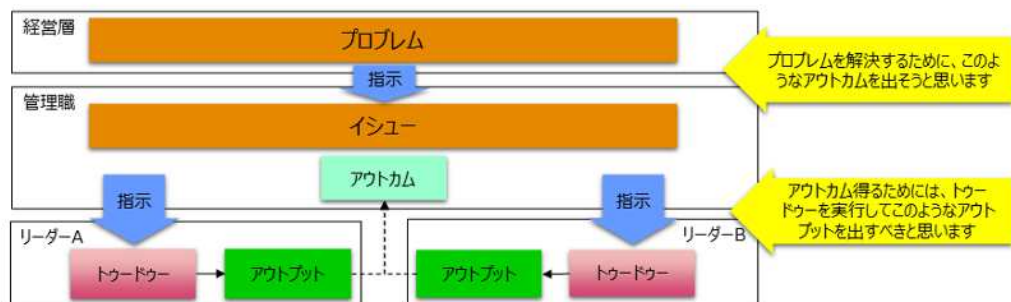 経営層
プロブレム
プロブレムを解決するために、このよ
うなアウトカムを出そうと思います
指示
管理職
イシュー
アウトカム
指示
指示
アウトカム得るためには、トゥー
ドゥーを実行してこのようなアウト
プットを出すべきと思います
リーダーA
リーダーB
トゥードゥー
アウトプット
アウトプット
トゥードゥー